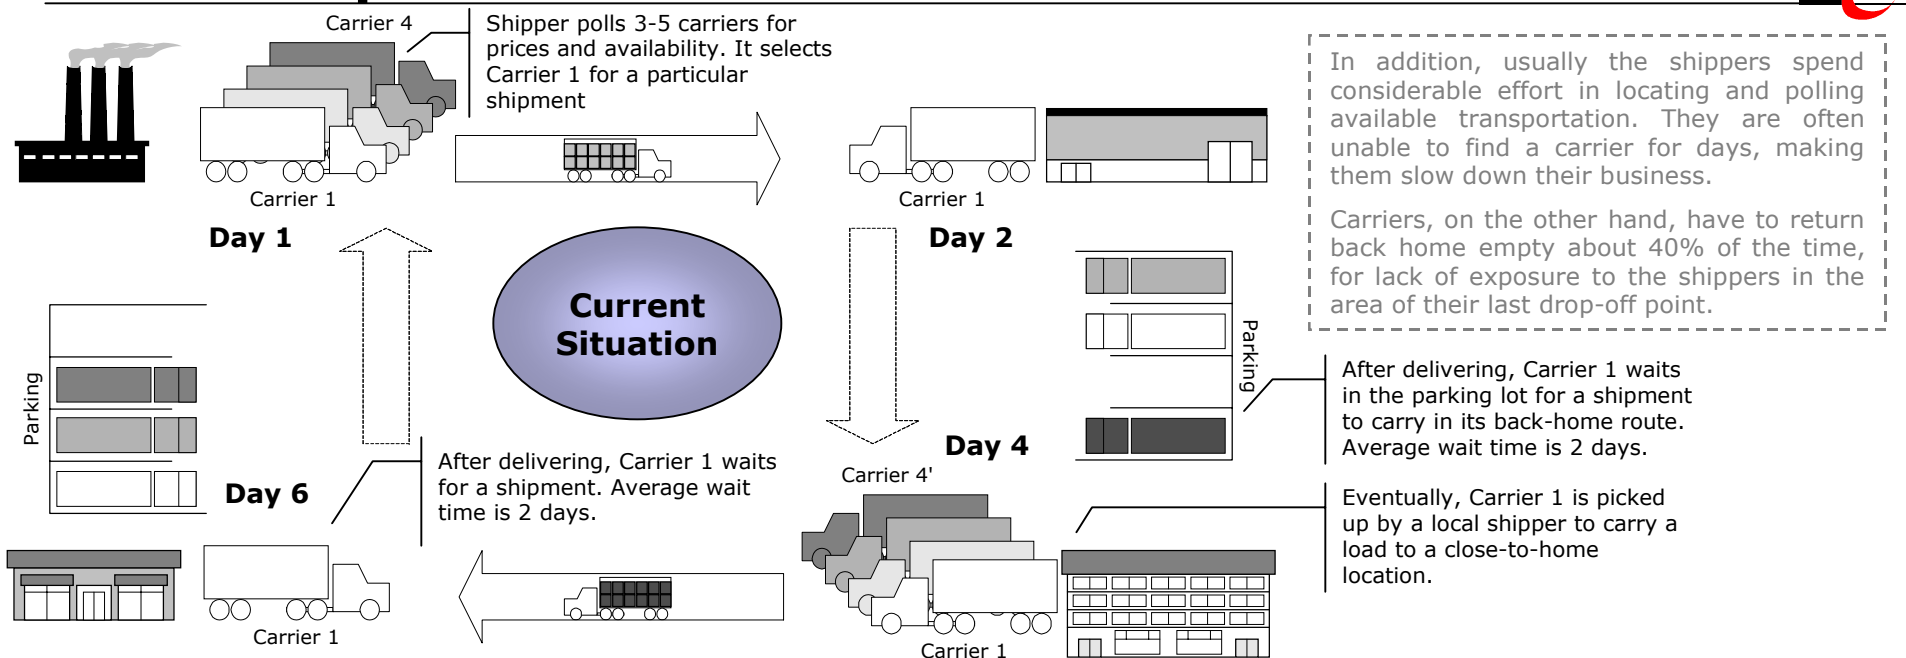 Carrier 4
Shipper polls 3-5 carriers for
prices and availability. It selects
Carrier 1 for a particular
shipment
Carrier 1
Day 1
Carrier 1
Day 2
In addition, usually the shippers spend
considerable effort in locating and polling
available transportation. They are often
unable to find a carrier for days, making
them slow down their business.
Carriers, on the other hand, have to return
back home empty about 40% of the time,
for lack of exposure to the shippers in the
area of their last drop-off point.
Current
Situation
Parking
After delivering, Carrier 1 waits
in the parking lot for a shipment
to carry in its back-home route.
Average wait time is 2 days.
Day 4
Carrier 4'
Eventually, Carrier 1 is picked
up by a local shipper to carry a
load to a close-to-home
location.
Carrier 1
Parking
Day 6
After delivering, Carrier 1 waits
for a shipment. Average wait
time is 2 days.
Carrier 1